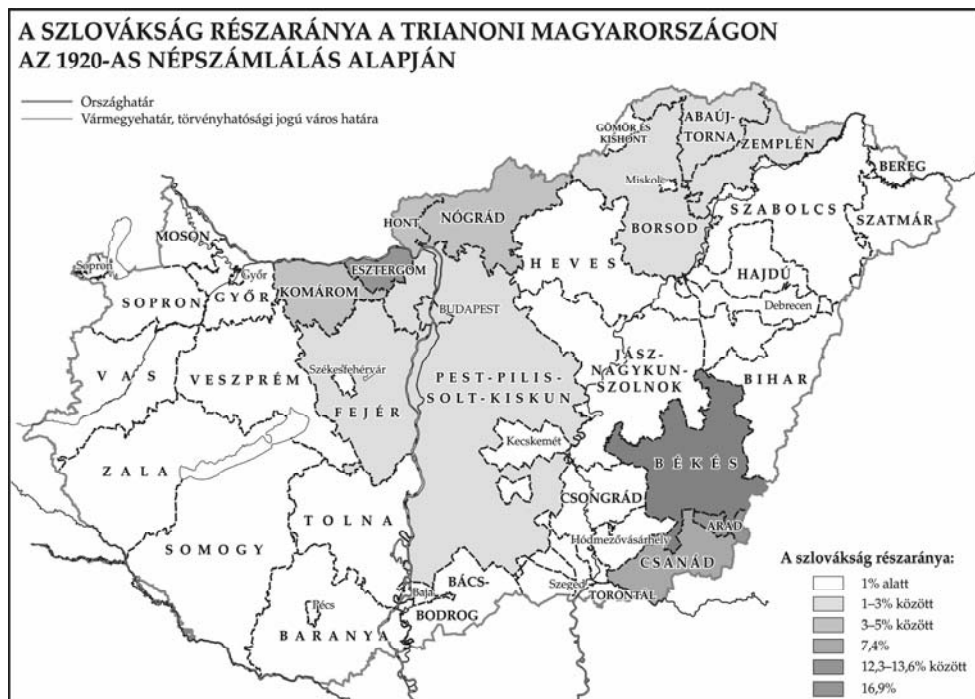 A SZLOVÁKSÁG RÉSZARÁNYA A TRIANONI MAGYARORSZÁGON
AZ 1920-AS NÉPSZÁMLÁLÁS ALAPJÁN
Országhatár
Vármegyehatár, törvényhatósági jogú város határa
GÖMÖR ÉS
KISHONT
ABAÚJ-
TORNA
ZEMPLÉN
BEREG
Miskolc
SZABOLCS
SZATMÁR
HONT
NÓGRÁD
BORSOD
MOSON
Sopron
Győr
ESZTERGOM
HEVES
HAJDÚ
SOPRON
GYŐR
KOMÁROM
BUDAPEST
Debrecen
VAS
VESZPRÉM
Székesfehérvár
FEJÉR
PEST-PILIS-
SOLT-KISKUN
JÁSZ-
NAGYKUN-
SZOLNOK
BIHAR
Kecskemét
ZALA
BÉKÉS
CSONGRÁD
TOLNA
SOMOGY
Hódmezővásárhely
ARAD
CSANÁD
BÁCS-
BODROG
Baja
Szeged
TORONTÁL
Pécs
BARANYA
A szlovákság részaránya:
1% alatt
1–3% között
3–5% között
7,4%
12,3–13,6% között
16,9%